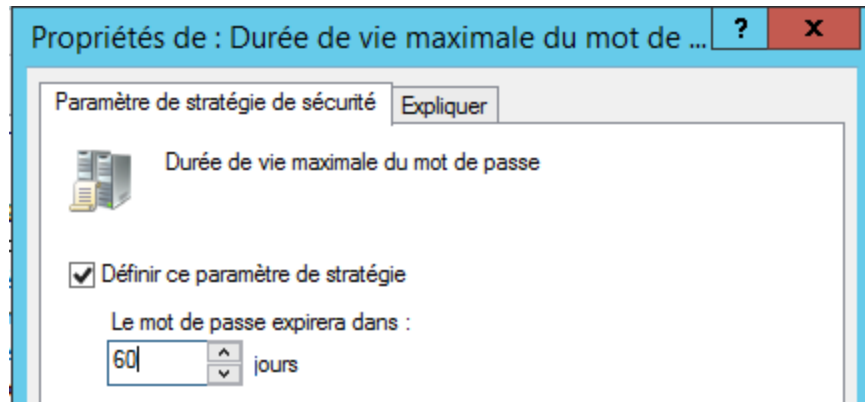 Propriétés de : Durée de vie maximale du mot de ... ? x
Paramètre de stratégie de sécurité Expliquer
Durée de vie maximale du mot de passe
Définir ce paramètre de stratégie
Le mot de passe expirera dans :
60 jours